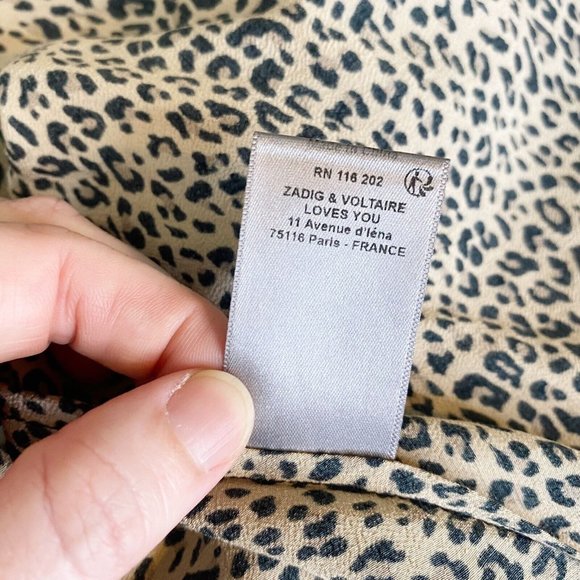 RN 116 202
ZADIG & VOLTAIRE
LOVES YOU
11 Avenue d'Iéna
75116 Paris - FRANCE